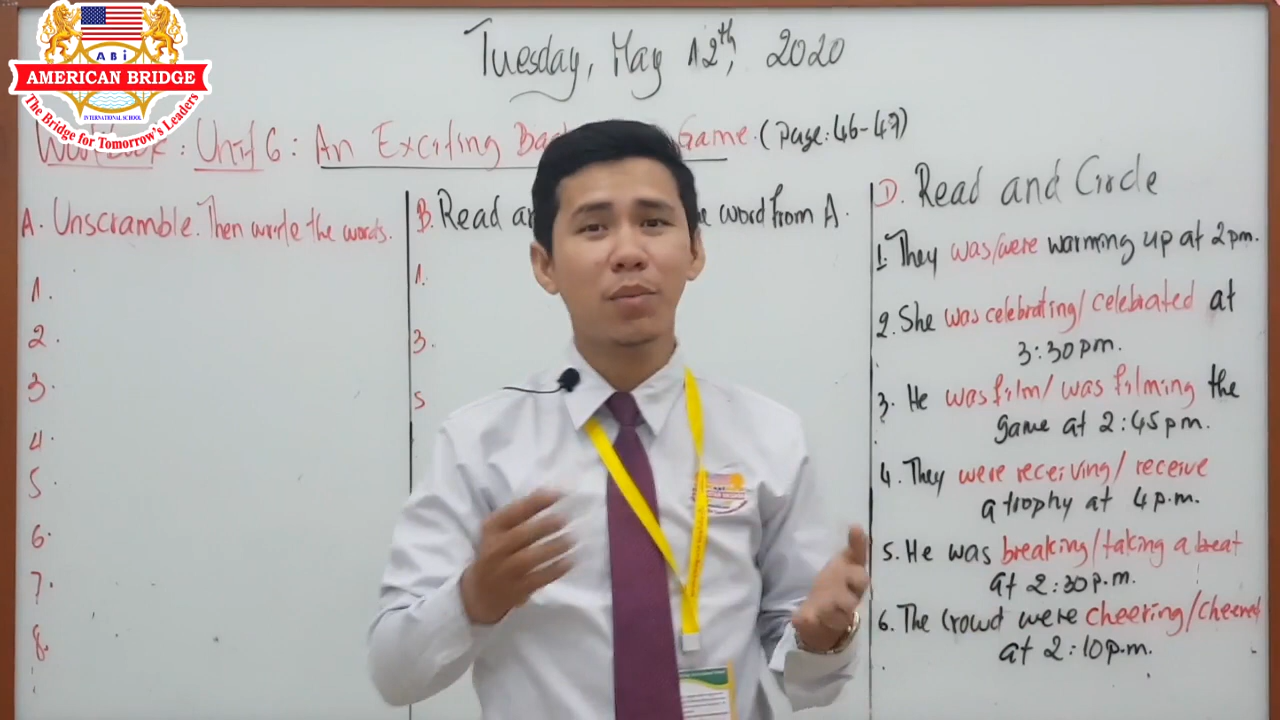 ABi
AMERICAN BRIDGE
INTERNATIONAL SCHOOL
The Bridge for Tomorrow's Leaders
Tuesday, May 12th, 2020
Workbook : Unit 6 : An Exciting Game. (page: 46-47)
A. Unscramble. Then write the words.
1.
2.
3.
4.
5.
6.
7.
8.
B. Read word from A.
1.
3.
5
D. Read and Circle
1. They was/were warming up at 2pm.
2. She was celebrating/celebrated at
3:30pm.
3. He was film/was filming the
game at 2:45pm.
4. They were receiving/receive
a trophy at 4p.m.
5. He was breaking/taking a breat
at 2:30p.m.
6. The crowd were cheering/cheered
at 2:10p.m.